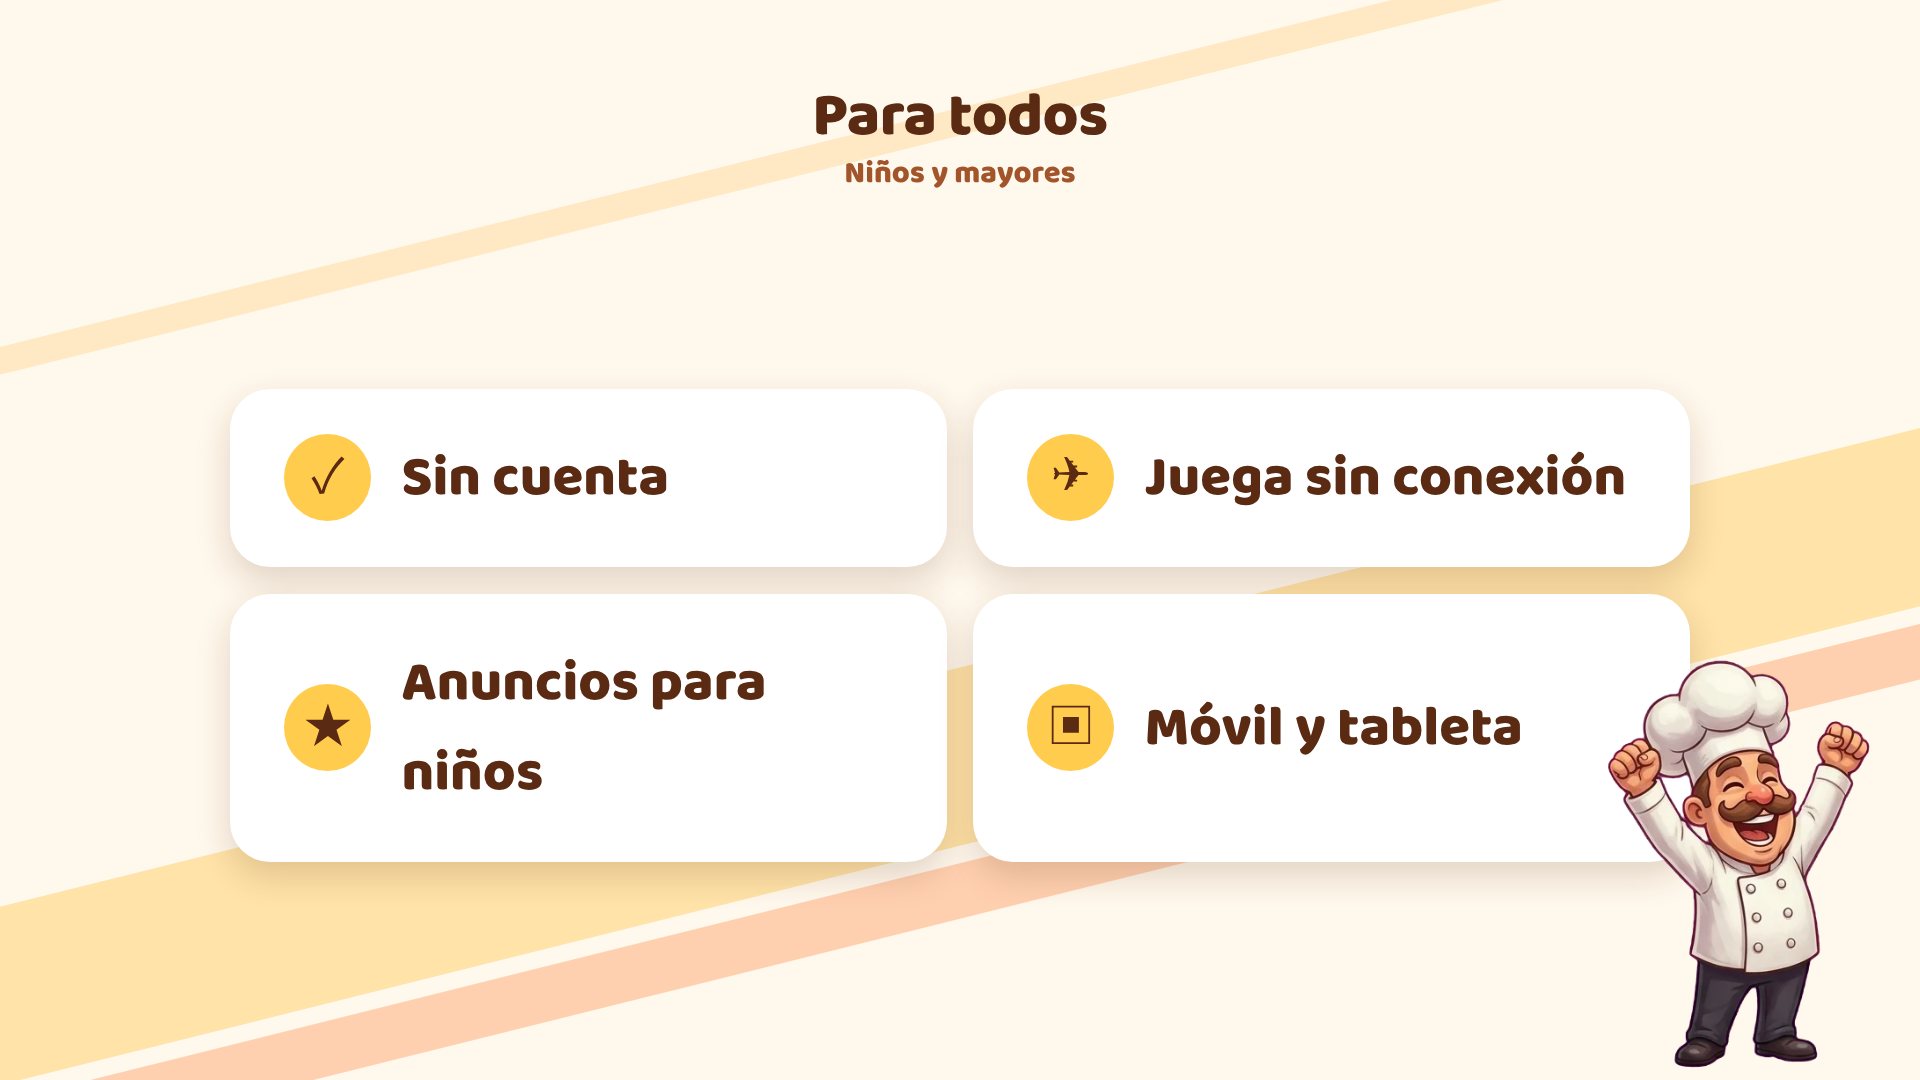 Para todos
Niños y mayores
✓ Sin cuenta
✈ Juega sin conexión
★ Anuncios para
niños
▣ Móvil y tableta